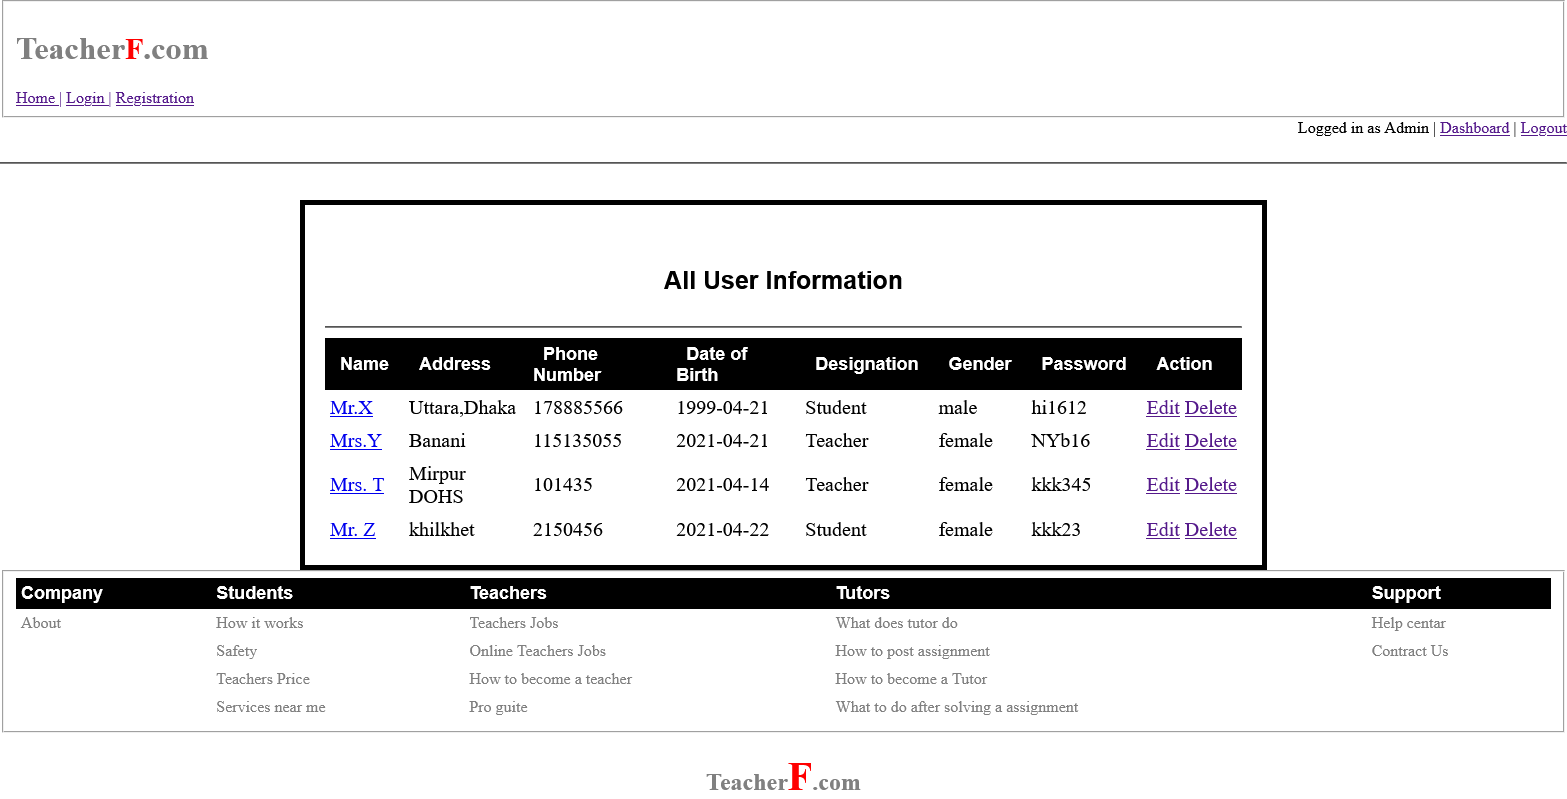 TeacherF.com
Home | Login | Registration
Logged in as Admin | Dashboard | Logout
All User Information
Name Address Phone Number Date of Birth Designation Gender Password Action
Mr.X Uttara,Dhaka 178885566 1999-04-21 Student male hi1612 Edit Delete
Mrs.Y Banani 115135055 2021-04-21 Teacher female NYb16 Edit Delete
Mrs. T Mirpur DOHS 101435 2021-04-14 Teacher female kkk345 Edit Delete
Mr. Z khilkhet 2150456 2021-04-22 Student female kkk23 Edit Delete
Company Students Teachers Tutors Support
About How it works Teachers Jobs What does tutor do Help centar
Safety Online Teachers Jobs How to post assignment Contract Us
Teachers Price How to become a teacher How to become a Tutor
Services near me Pro guite What to do after solving a assignment
TeacherF.com